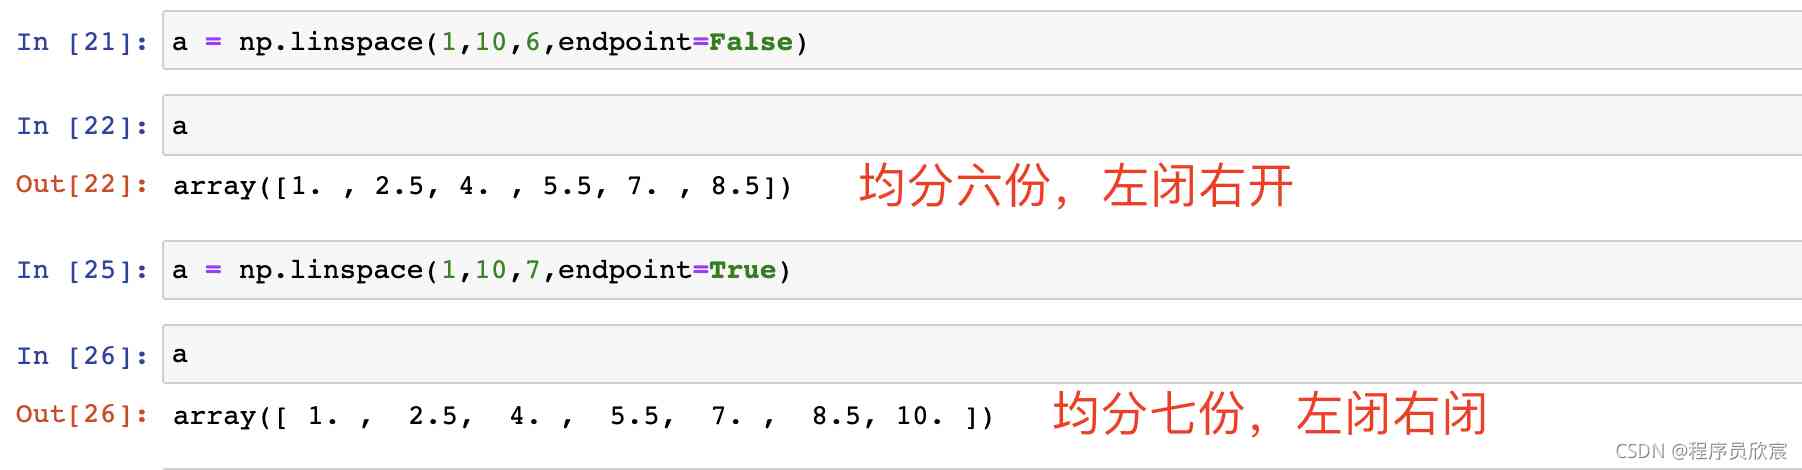 In [21]: a = np.linspace(1,10,6,endpoint=False)
In [22]: a
Out[22]: array([1. , 2.5, 4. , 5.5, 7. , 8.5]) 均分六份，左闭右开
In [25]: a = np.linspace(1,10,7,endpoint=True)
In [26]: a
Out[26]: array([ 1. ,  2.5,  4. ,  5.5,  7. ,  8.5, 10. ]) 均分七份，左闭右闭
CSDN @程序员欣宸